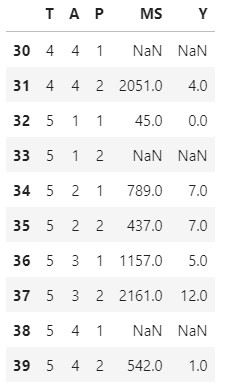 T A P MS Y
30 4 4 1 NaN NaN
31 4 4 2 2051.0 4.0
32 5 1 1 45.0 0.0
33 5 1 2 NaN NaN
34 5 2 1 789.0 7.0
35 5 2 2 437.0 7.0
36 5 3 1 1157.0 5.0
37 5 3 2 2161.0 12.0
38 5 4 1 NaN NaN
39 5 4 2 542.0 1.0